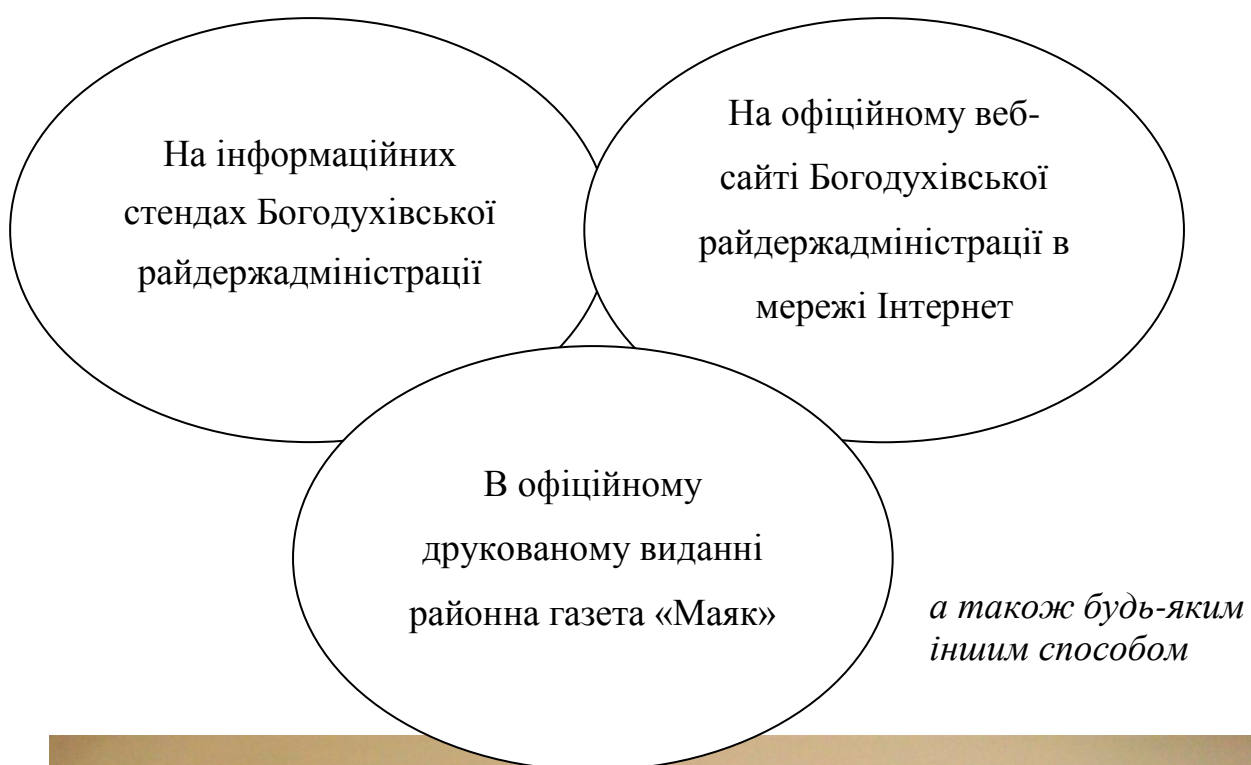 На інформаційних
стендах Богодухівської
райдержадміністрації
На офіційному веб-
сайті Богодухівської
райдержадміністрації в
мережі Інтернет
В офіційному
друкованому виданні
районна газета «Маяк»
а також будь-яким
іншим способом